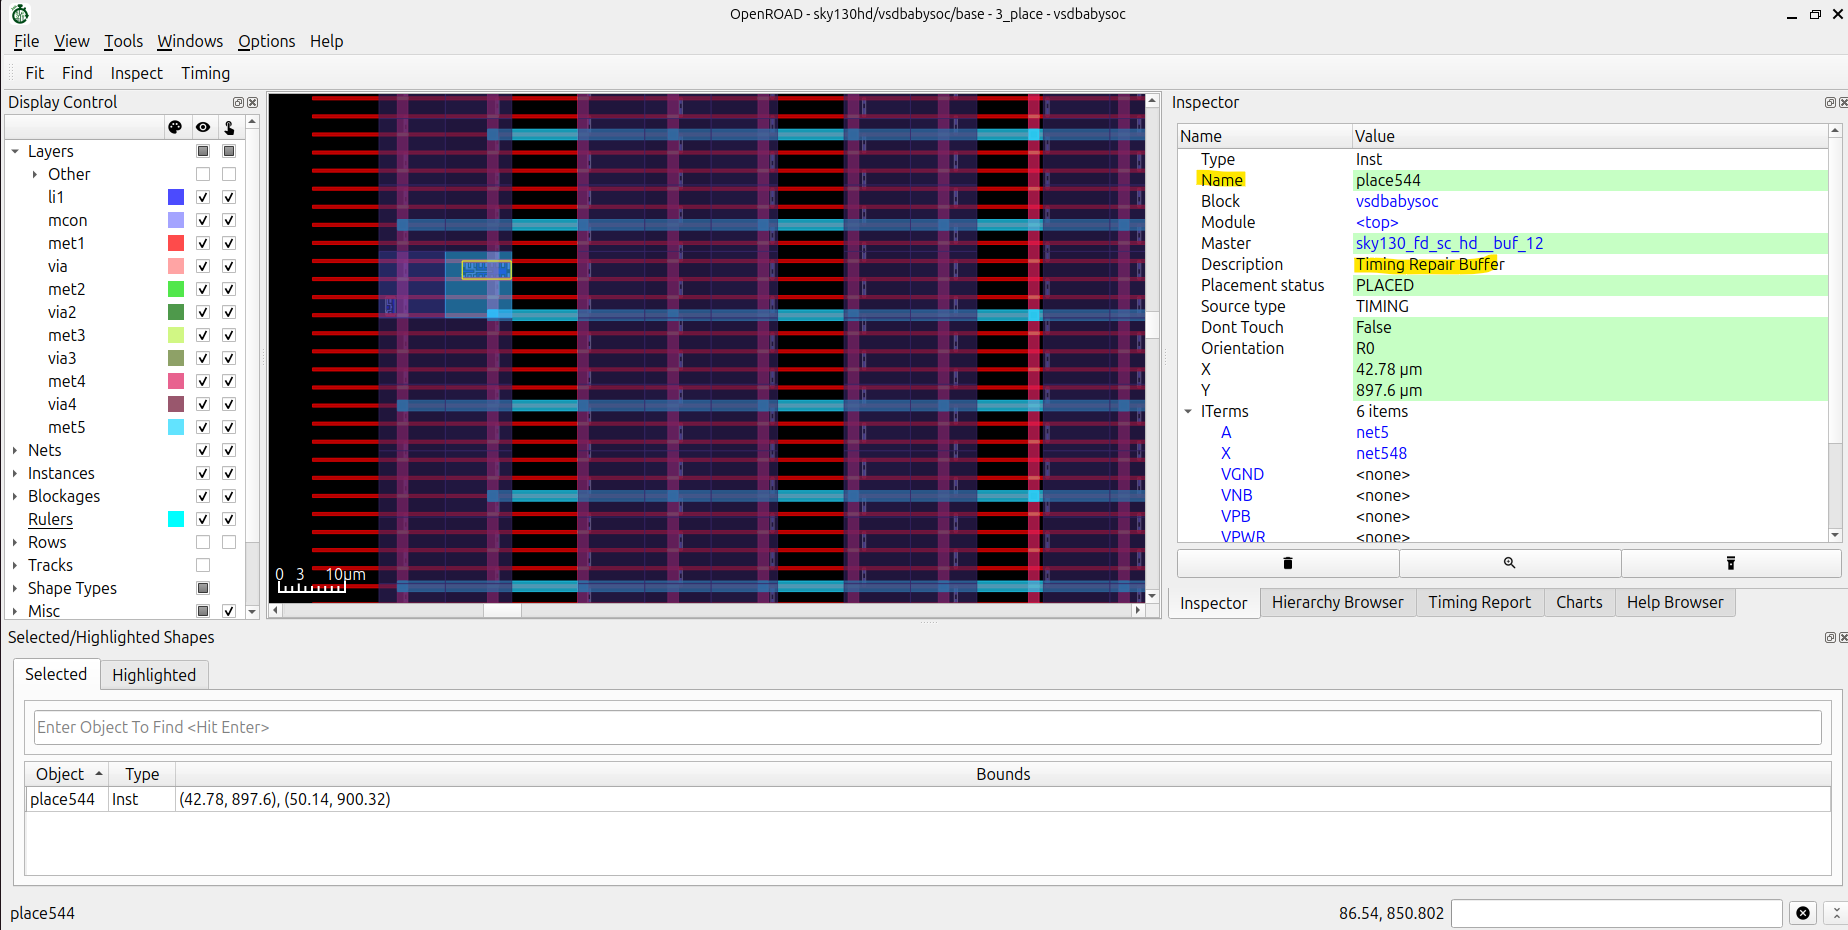 OpenROAD - sky130hd/vsdbabysoc/base - 3_place - vsdbabysoc
File View Tools Windows Options Help
Fit Find Inspect Timing
Display Control
Layers
Other
li1
mcon
met1
via
met2
via2
met3
via3
met4
via4
met5
Nets
Instances
Blockages
Rulers
Rows
Tracks
Shape Types
Misc
0 3 10μm
Inspector
Name Value
Type Inst
Name place544
Block vsdbabysoc
Module <top>
Master sky130_fd_sc_hd__buf_12
Description Timing Repair Buffer
Placement status PLACED
Source type TIMING
Dont Touch False
Orientation R0
X 42.78 μm
Y 897.6 μm
ITerms 6 items
A net5
X net548
VGND <none>
VNB <none>
VPB <none>
VPWR <none>
Inspector Hierarchy Browser Timing Report Charts Help Browser
Selected/Highlighted Shapes
Selected Highlighted
Enter Object To Find <Hit Enter>
Object Type Bounds
place544 Inst (42.78, 897.6), (50.14, 900.32)
place544 86.54, 850.802